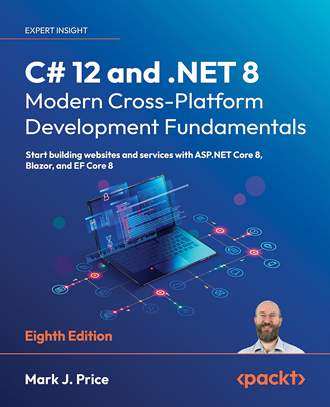 EXPERT INSIGHT
C# 12 and .NET 8
Modern Cross-Platform
Development Fundamentals
Start building websites and services with ASP.NET Core 8,
Blazor, and EF Core 8
Eighth Edition
Mark J. Price
<packt>